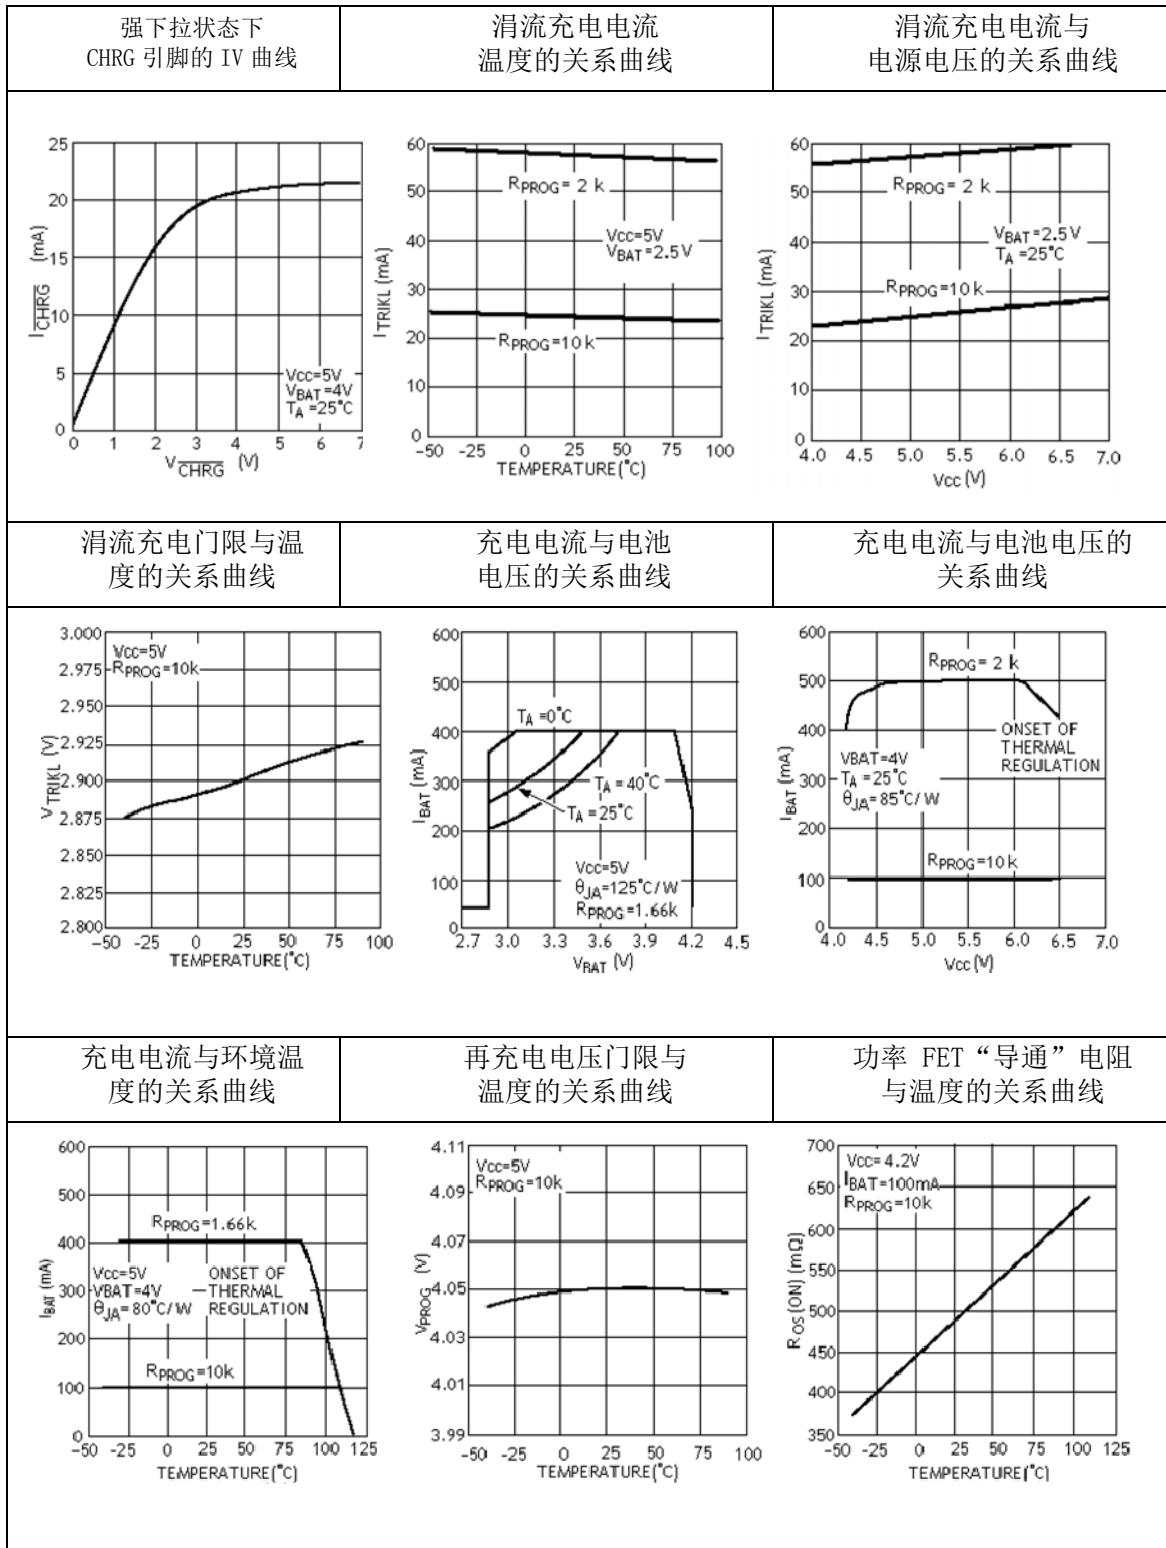 强下拉状态下
CHRG 引脚的 IV 曲线
涓流充电电流
温度的关系曲线
涓流充电电流与
电源电压的关系曲线
25
20
15
10
5
0
0 1 2 3 4 5 6 7
I CHRG (mA)
V CHRG (V)
Vcc=5V
VBAT=4V
TA=25°C
60
50
40
30
20
10
0
-50 -25 0 25 50 75 100
ITRIKL (mA)
TEMPERATURE(°C)
RPROG= 2 k
Vcc=5V
VBAT=2.5V
RPROG=10k
60
50
40
30
20
10
0
4.0 4.5 5.0 5.5 6.0 6.5 7.0
ITRIKL (mA)
Vcc(V)
RPROG= 2 k
VBAT=2.5V
TA=25°C
RPROG=10k
涓流充电门限与温
度的关系曲线
充电电流与电池
电压的关系曲线
充电电流与电池电压的
关系曲线
3.000
2.975
2.950
2.925
2.900
2.875
2.850
2.825
2.800
-50 -25 0 25 50 75 100
VTRIKL (V)
TEMPERATURE(°C)
Vcc=5V
RPROG=10k
600
500
400
300
200
100
0
2.7 3.0 3.3 3.6 3.9 4.2 4.5
IBAT (mA)
VBAT (V)
TA=0°C
TA=40°C
TA=25°C
Vcc=5V
θJA=125°C/W
RPROG=1.66k
600
500
400
300
200
100
0
4.0 4.5 5.0 5.5 6.0 6.5 7.0
IBAT (mA)
Vcc(V)
RPROG= 2 k
ONSET OF
THERMAL
REGULATION
VBAT=4V
TA=25°C
θJA=85°C/W
RPROG=10k
充电电流与环境温
度的关系曲线
再充电电压门限与
温度的关系曲线
功率 FET“导通”电阻
与温度的关系曲线
600
500
400
300
200
100
0
-50 -25 0 25 50 75 100 125
IBAT (mA)
TEMPERATURE(°C)
RPROG=1.66k
Vcc=5V
VBAT=4V
θJA=80°C/W
ONSET OF
THERMAL
REGULATION
RPROG=10k
4.11
4.09
4.07
4.05
4.03
4.01
3.99
-50 -25 0 25 50 75 100
VPROG (V)
TEMPERATURE(°C)
Vcc=5V
RPROG=10k
700
650
600
550
500
450
400
350
-50 -25 0 25 50 75 100 125
ROS(ON) (mΩ)
TEMPERATURE(°C)
Vcc=4.2V
IBAT=100mA
RPROG=10k